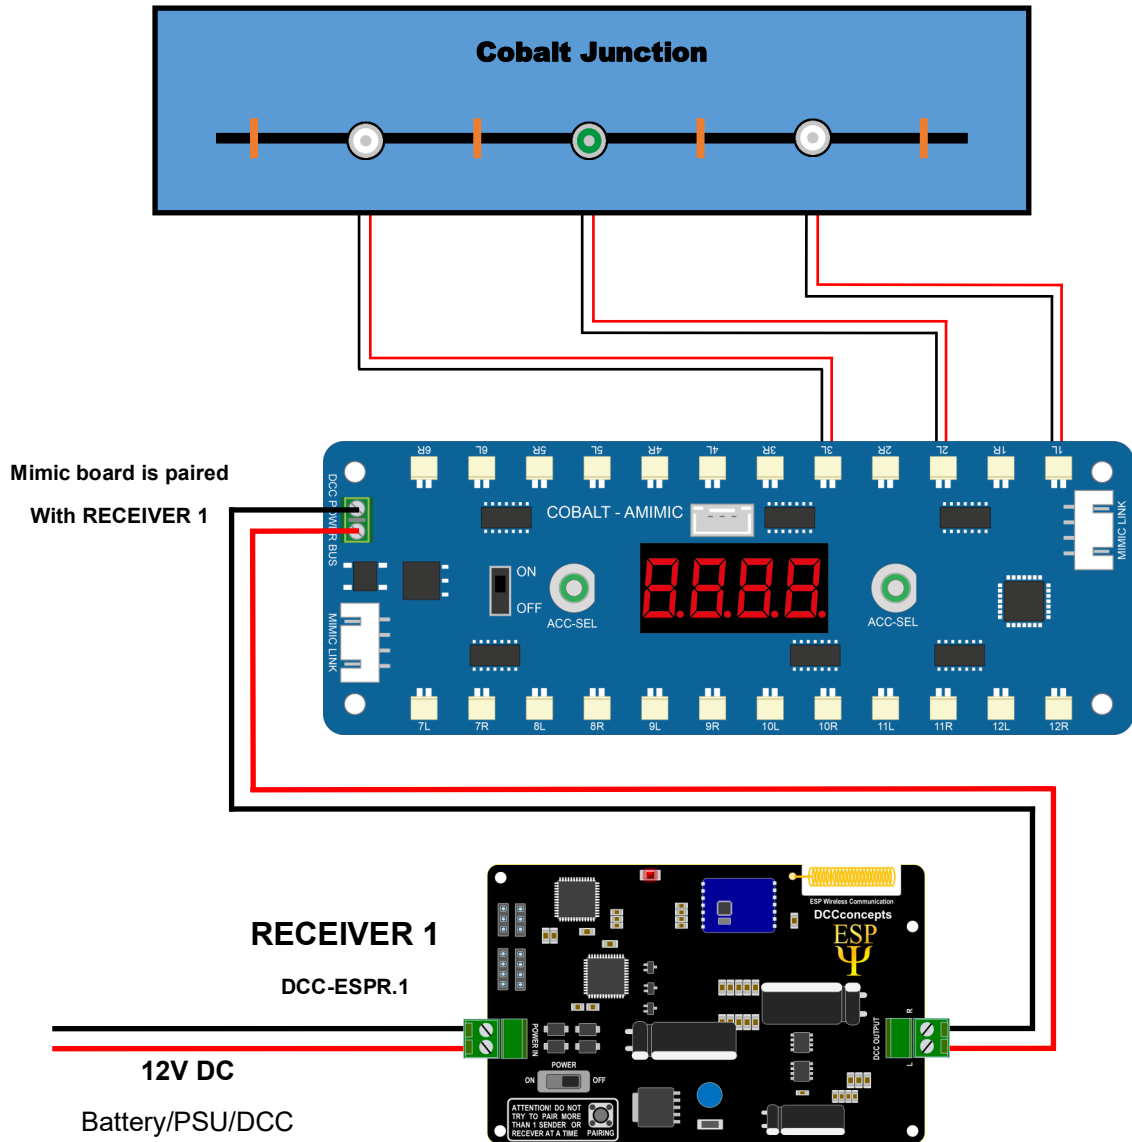 Cobalt Junction
Mimic board is paired
With RECEIVER 1
6R
6L
5R
5L
4R
4L
3R
3L
2R
2L
1R
1L
DCC POWER BUS
COBALT - AMIMIC
MIMIC LINK
ON
OFF
ACC-SEL
8.8.8.8.
ACC-SEL
MIMIC LINK
7L
7R
8L
8R
9L
9R
10L
10R
11L
11R
12L
12R
RECEIVER 1
DCC-ESPR.1
ESP Wireless Communication
DCCconcepts
ESP
Ψ
POWER IN
DCC OUTPUT
R
L
12V DC
Battery/PSU/DCC
POWER
ON
OFF
ATTENTION! DO NOT
TRY TO PAIR MORE
THAN 1 SENDER OR
RECEVER AT A TIME
PAIRING